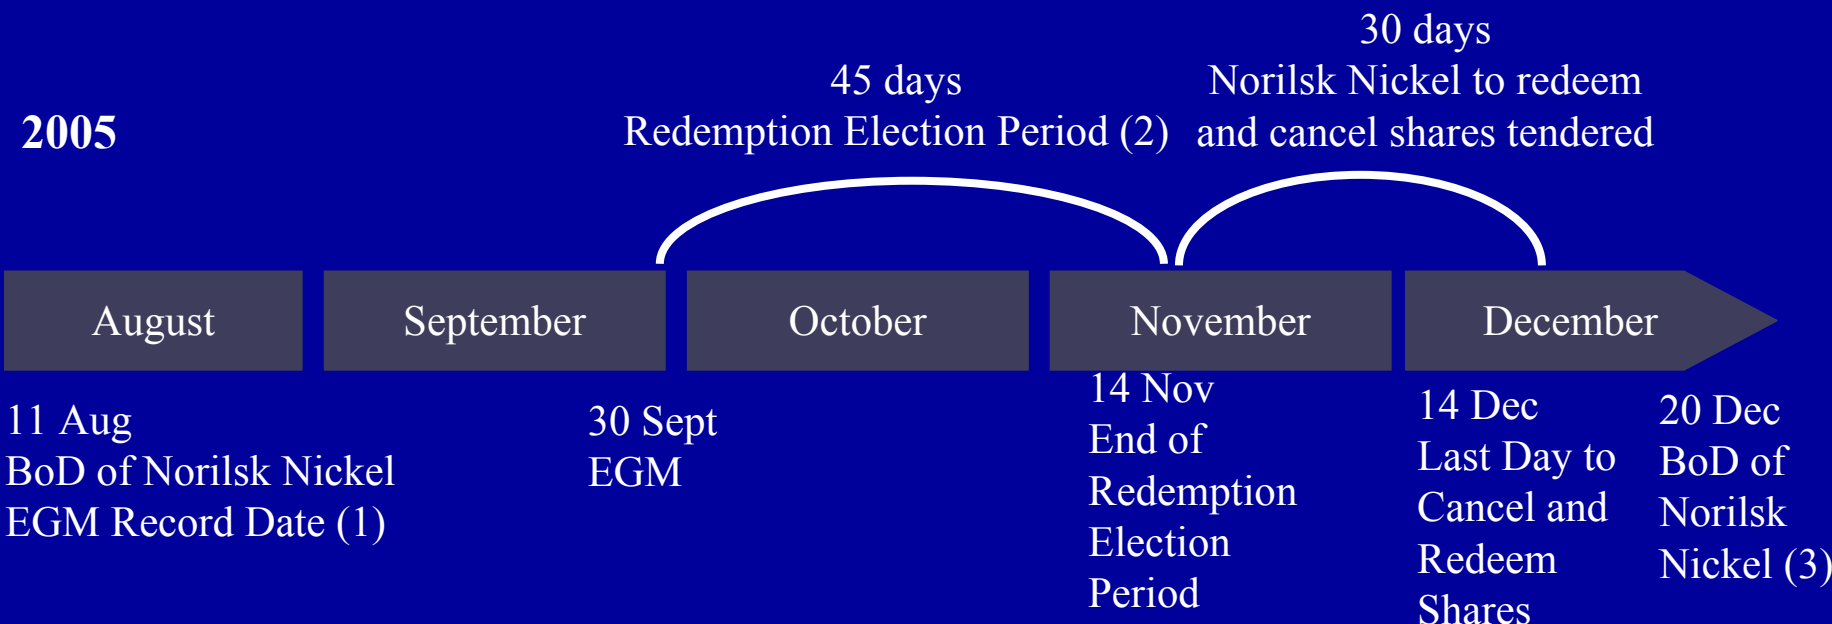 2005
45 days
Redemption Election Period (2)
30 days
Norilsk Nickel to redeem
and cancel shares tendered
August
September
October
November
December
11 Aug
BoD of Norilsk Nickel
EGM Record Date (1)
30 Sept
EGM
14 Nov
End of
Redemption
Election
Period
14 Dec
Last Day to
Cancel and
Redeem
Shares
20 Dec
BoD of
Norilsk
Nickel (3)